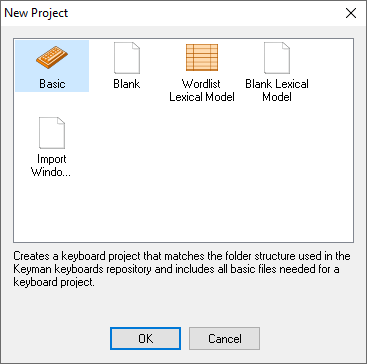 New Project
Basic
Blank
Wordlist
Lexical Model
Blank Lexical
Model
Import
Windo...
Creates a keyboard project that matches the folder structure used in the
Keyman keyboards repository and includes all basic files needed for a
keyboard project.
OK
Cancel